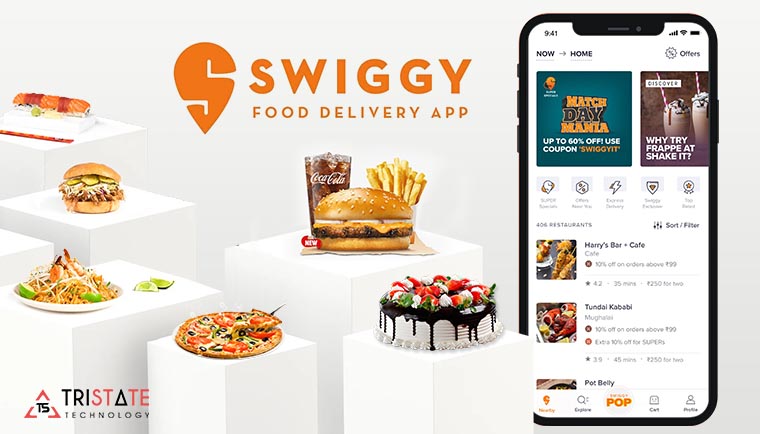 SWIGGY
FOOD DELIVERY APP
Coca-Cola
NEW
TRISTATE
TECHNOLOGY
TS
9:41
NOW → HOME
Offers
SUPER
SPECIALS
MATCH
DAY
MANIA
UP TO 60% OFF! USE
COUPON 'SWIGGYIT'
DISCOVER
WHY TRY
FRAPPE AT
SHAKE IT?
SUPER
Specials
Offers
Near You
Express
Delivery
Swiggy
Exclusive
Top
Rated
406 RESTAURANTS
Sort / Filter
Harry's Bar + Cafe
Cafe
10% off on orders above ₹99
★ 4.2 · 35 mins · ₹250 for two
Tundai Kababi
Mughalai
10% off on orders above ₹99
Extra 10% for SUPERs
★ 3.9 · 45 mins · ₹250 for two
Pot Belly
Nearby
Explore
SWIGGY
POP
Cart
Profile